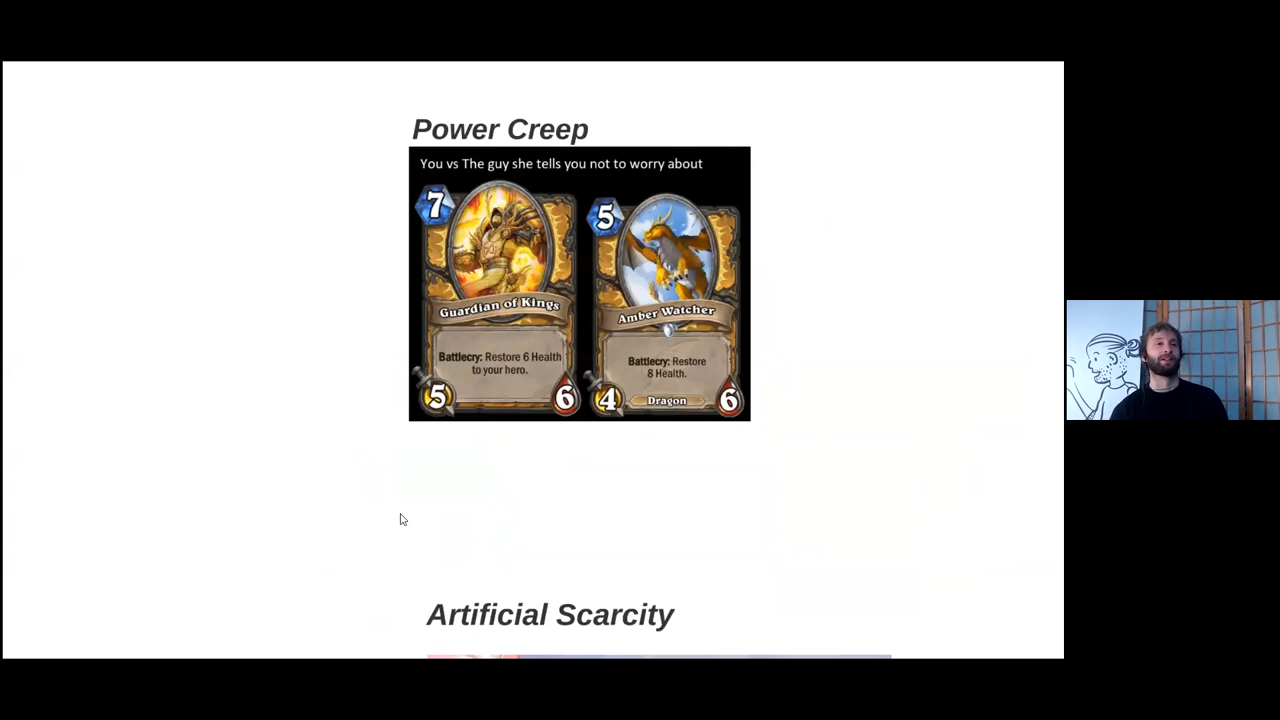 Power Creep
You vs The guy she tells you not to worry about
7
Guardian of Kings
Battlecry: Restore 6 Health
to your hero.
5
6
5
Amber Watcher
Battlecry: Restore
8 Health.
4
Dragon
6
Artificial Scarcity